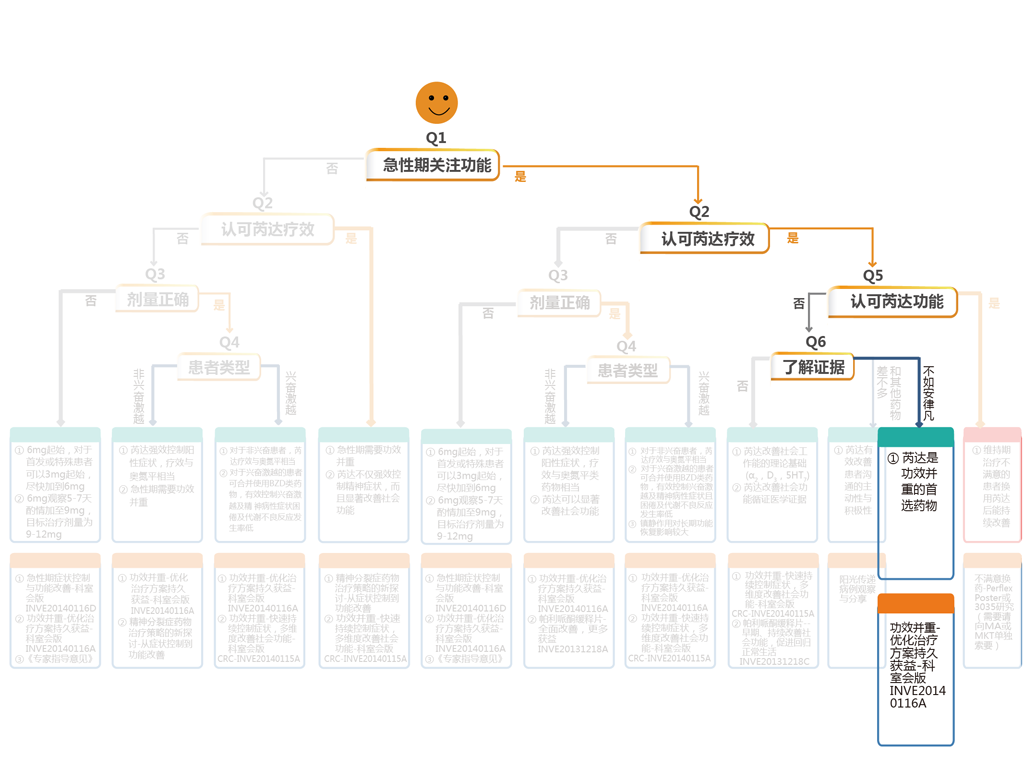 Q1
急性期关注功能
否
是
Q2
认可芮达疗效
否
是
Q2
认可芮达疗效
否
是
Q3
剂量正确
否
是
Q3
剂量正确
否
是
Q5
认可芮达功能
否
是
Q4
患者类型
非兴奋激越
兴奋激越
Q4
患者类型
非兴奋激越
兴奋激越
Q6
了解证据
否
和其他药物
差不多
不如安律凡
① 6mg起始，对于
首发或特殊患者
可以3mg起始，
尽快加到6mg
② 6mg观察5-7天
酌情加至9mg，
目标治疗剂量为
9-12mg
① 芮达强效控制阳
性症状，疗效与
奥氮平相当
② 急性期需要功效
并重
① 对于非兴奋患者，芮
达疗效与奥氮平相当
② 对于兴奋激越的患者
可合并使用BZD类药
物，有效控制兴奋激
越及精 神病性症状困
倦及代谢不良反应发
生率低
① 急性期需要功效
并重
② 芮达不仅强效控
制精神症状，而
且显著改善社会
功能
① 6mg起始，对于
首发或特殊患者
可以3mg起始，
尽快加到6mg
② 6mg观察5-7天
酌情加至9mg，
目标治疗剂量为
9-12mg
① 芮达强效控制
阳性症状，疗
效与奥氮平类
药物相当
② 芮达可以显著
改善社会功能
① 对于非兴奋患者，芮
达疗效与奥氮平相当
② 对于兴奋激越的患者
可合并使用BZD类药
物，有效控制兴奋激
越及精神病性症状且
困倦及代谢不良反应
发生率低
③ 镇静作用对长期功能
恢复影响较大
① 芮达改善社会工
作能的理论基础
(α₂，D₃，5HT₇)
② 芮达改善社会功
能循证医学证据
① 芮达有
效改善
患者沟
通的主
动性与
积极性
① 芮达是
功效并
重的首
选药物
① 维持期
治疗不
满意的
患者换
用芮达
后能持
续改善
① 急性期症状控制
与功能改善-科室
会版
INVE20140116D
② 功效并重-优化治
疗方案持久获益-
科室会版
INVE20140116A
③《专家指导意见》
① 功效并重-优化
治疗方案持久
获益-科室会版
INVE20140116A
② 精神分裂症药物
治疗策略的新探
讨-从症状控制到
功能改善
① 功效并重-优化治
疗方案持久获益-
科室会版
INVE20140116A
② 功效并重-快速持
续控制症状，多维
度改善社会功能-
科室会版
CRC-INVE20140115A
① 精神分裂症药物
治疗策略的新探
讨-从症状控制到
功能改善
② 功效并重-快速
持续控制症状，
多维度改善社会
功能-科室会版
CRC-INVE20140115A
① 急性期症状控制
与功能改善-科室
会版
INVE20140116D
② 功效并重-优化治
疗方案持久获益-
科室会版
INVE20140116A
③《专家指导意见》
① 功效并重-优化治
疗方案持久获益-
科室会版
INVE20140116A
② 帕利哌酮缓释片-
全面改善，更多
获益
INVE20131218A
① 功效并重-优化治
疗方案持久获益-
科室会版
INVE20140116A
② 功效并重-快速持
续控制症状，多
维度改善社会功
能-科室会版
CRC-INVE20140115A
① 功效并重-快速持
续控制症状，多
维度改善社会功
能-科室会版
CRC-INVE20140115A
② 帕利哌酮缓释片--
早期、持续改善社
会功能，促进回归
正常生活
INVE20131218C
阳光传递
病例观察
与分享
功效并重-
优化治疗
方案持久
获益-科
室会版
INVE2014
0116A
不满意换
药-Perflex
Poster或
3035研究
（需要请
向MA或
MKT单独
索要）